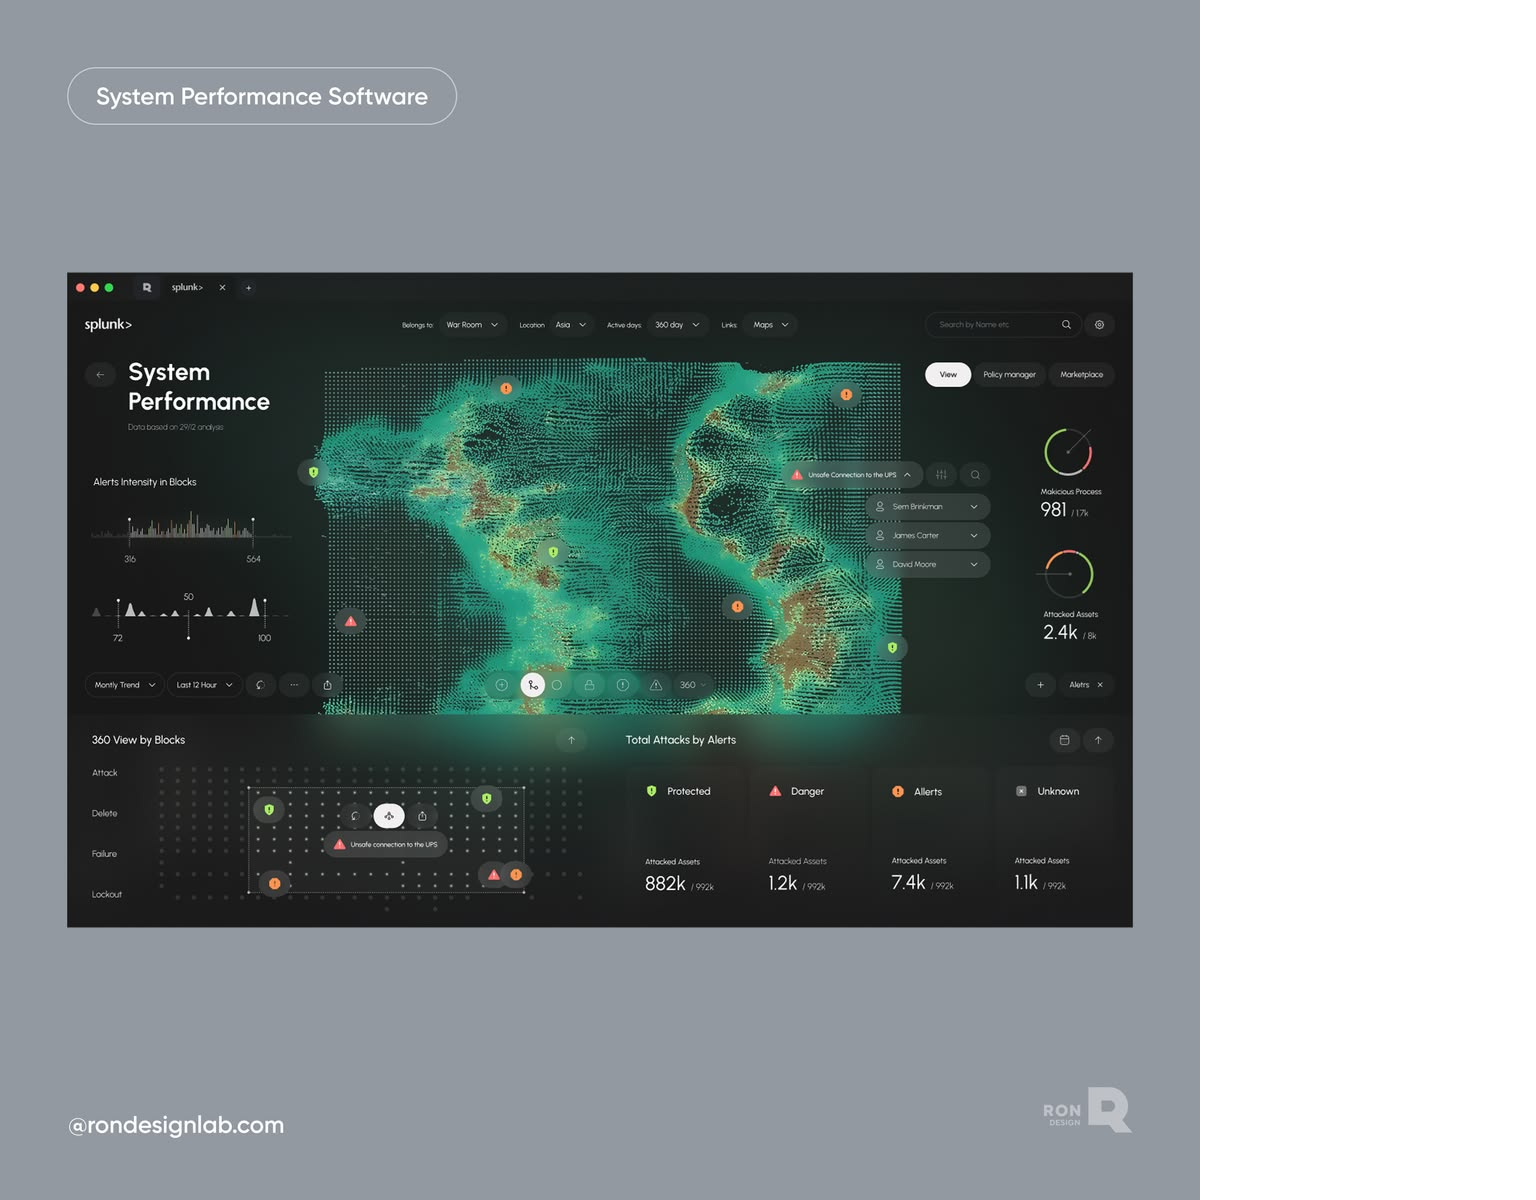 System Performance Software
splunk>
splunk>
Belongs to: War Room
Location Asia
Active days: 360 day
Links: Maps
Search by Name etc
System
Performance
Data based on 29/12 analysis
View
Policy manager
Marketplace
Alerts Intensity in Blocks
316
564
50
72
100
Unsafe Connection to the UPS
Sem Brinkman
James Carter
David Moore
Makicious Process
981 / 17k
Attacked Assets
2.4k / 8k
Montly Trend
Last 12 Hour
360
Aletrs
360 View by Blocks
Attack
Delete
Failure
Lockout
Unsafe connection to the UPS
Total Attacks by Alerts
Protected
Attacked Assets
882k / 992k
Danger
Attacked Assets
1.2k / 992k
Allerts
Attacked Assets
7.4k / 992k
Unknown
Attacked Assets
1.1k / 992k
@rondesignlab.com
RON
DESIGN